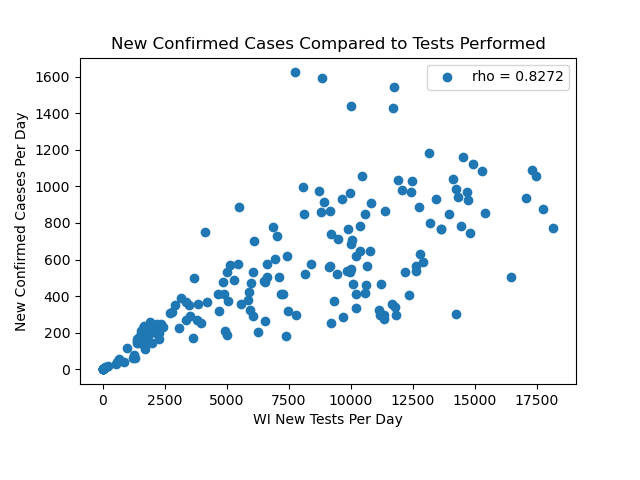 New Confirmed Cases Compared to Tests Performed
rho = 0.8272
New Confirmed Caeses Per Day
1600
1400
1200
1000
800
600
400
200
0
0 2500 5000 7500 10000 12500 15000 17500
WI New Tests Per Day